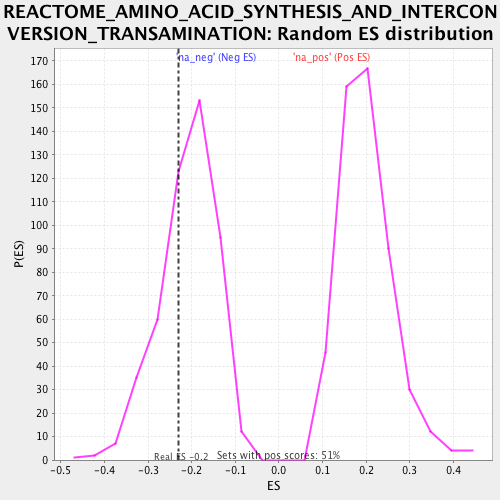 REACTOME_AMINO_ACID_SYNTHESIS_AND_INTERCON
VERSION_TRANSAMINATION: Random ES distribution
'na_neg' (Neg ES)
'na_pos' (Pos ES)
170
160
150
140
130
120
110
100
90
80
70
60
50
40
30
20
10
0
P(ES)
Real ES -0.2
Sets with pos scores: 51%
-0.5 -0.4 -0.3 -0.2 -0.1 0.0 0.1 0.2 0.3 0.4
ES